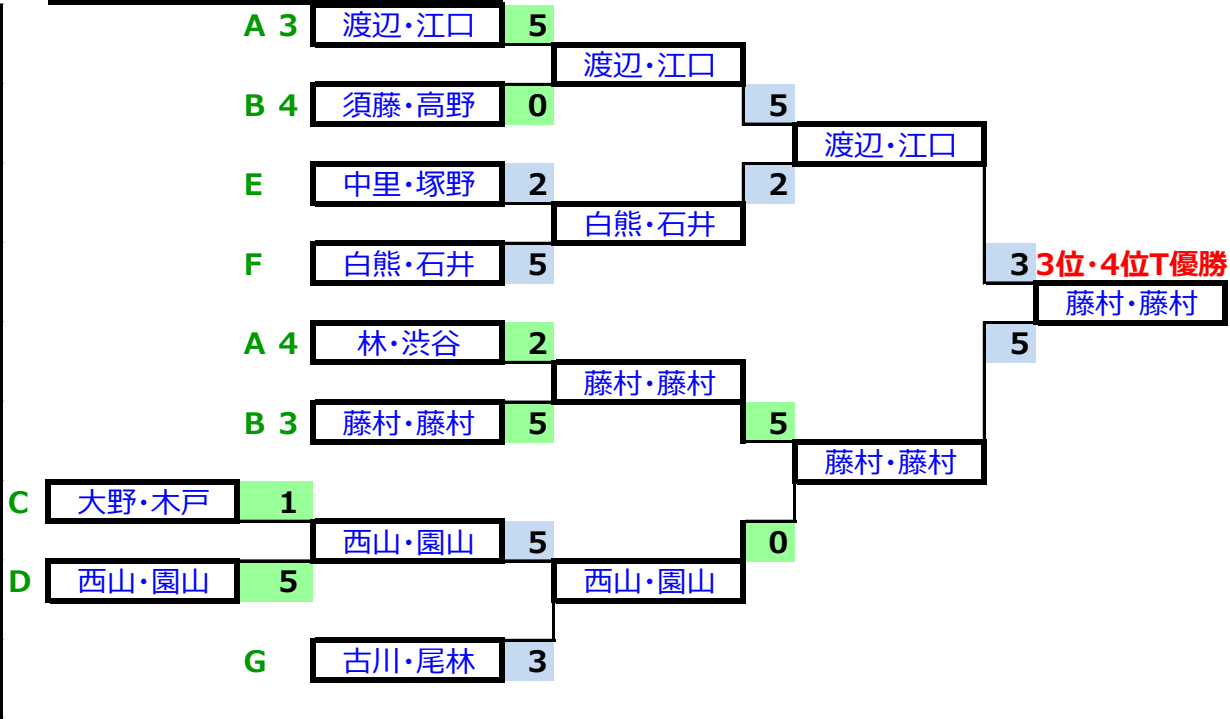 A 3 渡辺・江口 5
渡辺・江口
B 4 須藤・高野 0 5
渡辺・江口
E 中里・塚野 2 2
白熊・石井
F 白熊・石井 5 3 3位・4位T優勝
藤村・藤村
A 4 林・渋谷 2 5
藤村・藤村
B 3 藤村・藤村 5 5
藤村・藤村
C 大野・木戸 1
西山・園山 5 0
D 西山・園山 5 西山・園山
G 古川・尾林 3